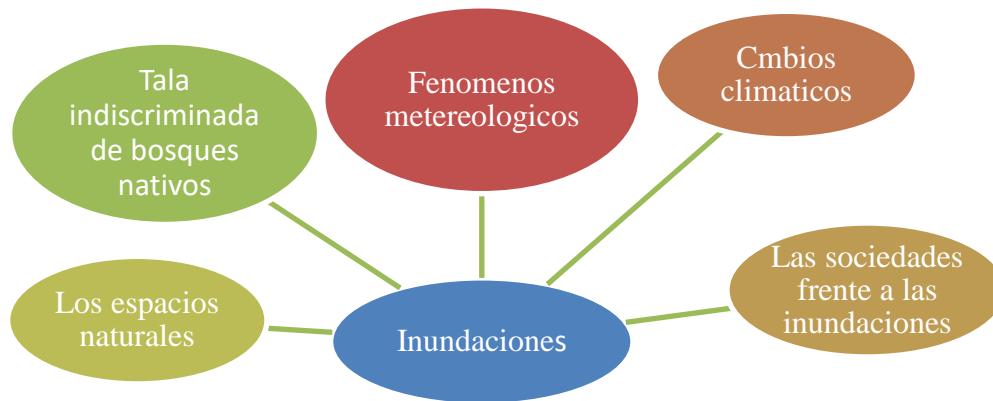 Tala
indiscriminada
de bosques
nativos
Fenomenos
metereologicos
Cmbios
climaticos
Los espacios
naturales
Inundaciones
Las sociedades
frente a las
inundaciones